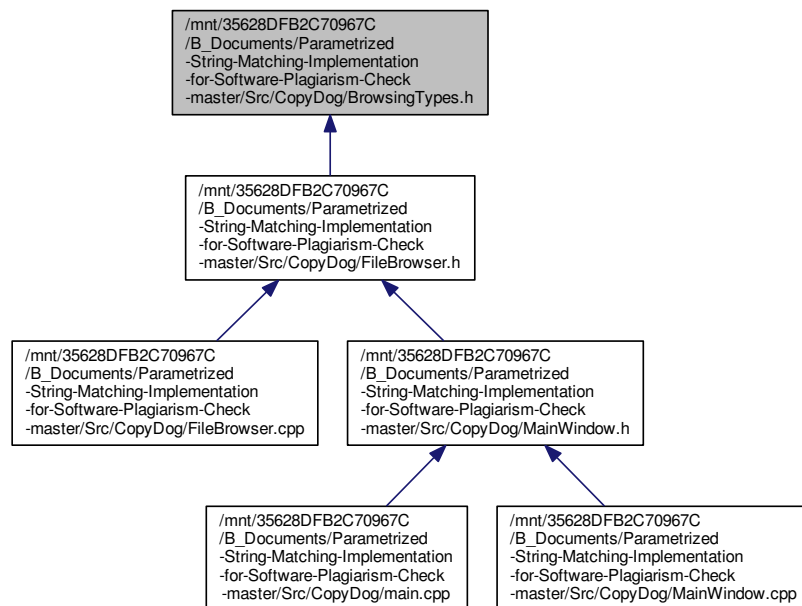 /mnt/35628DFB2C70967C
/B_Documents/Parametrized
-String-Matching-Implementation
-for-Software-Plagiarism-Check
-master/Src/CopyDog/BrowsingTypes.h
/mnt/35628DFB2C70967C
/B_Documents/Parametrized
-String-Matching-Implementation
-for-Software-Plagiarism-Check
-master/Src/CopyDog/FileBrowser.h
/mnt/35628DFB2C70967C
/B_Documents/Parametrized
-String-Matching-Implementation
-for-Software-Plagiarism-Check
-master/Src/CopyDog/FileBrowser.cpp
/mnt/35628DFB2C70967C
/B_Documents/Parametrized
-String-Matching-Implementation
-for-Software-Plagiarism-Check
-master/Src/CopyDog/MainWindow.h
/mnt/35628DFB2C70967C
/B_Documents/Parametrized
-String-Matching-Implementation
-for-Software-Plagiarism-Check
-master/Src/CopyDog/main.cpp
/mnt/35628DFB2C70967C
/B_Documents/Parametrized
-String-Matching-Implementation
-for-Software-Plagiarism-Check
-master/Src/CopyDog/MainWindow.cpp